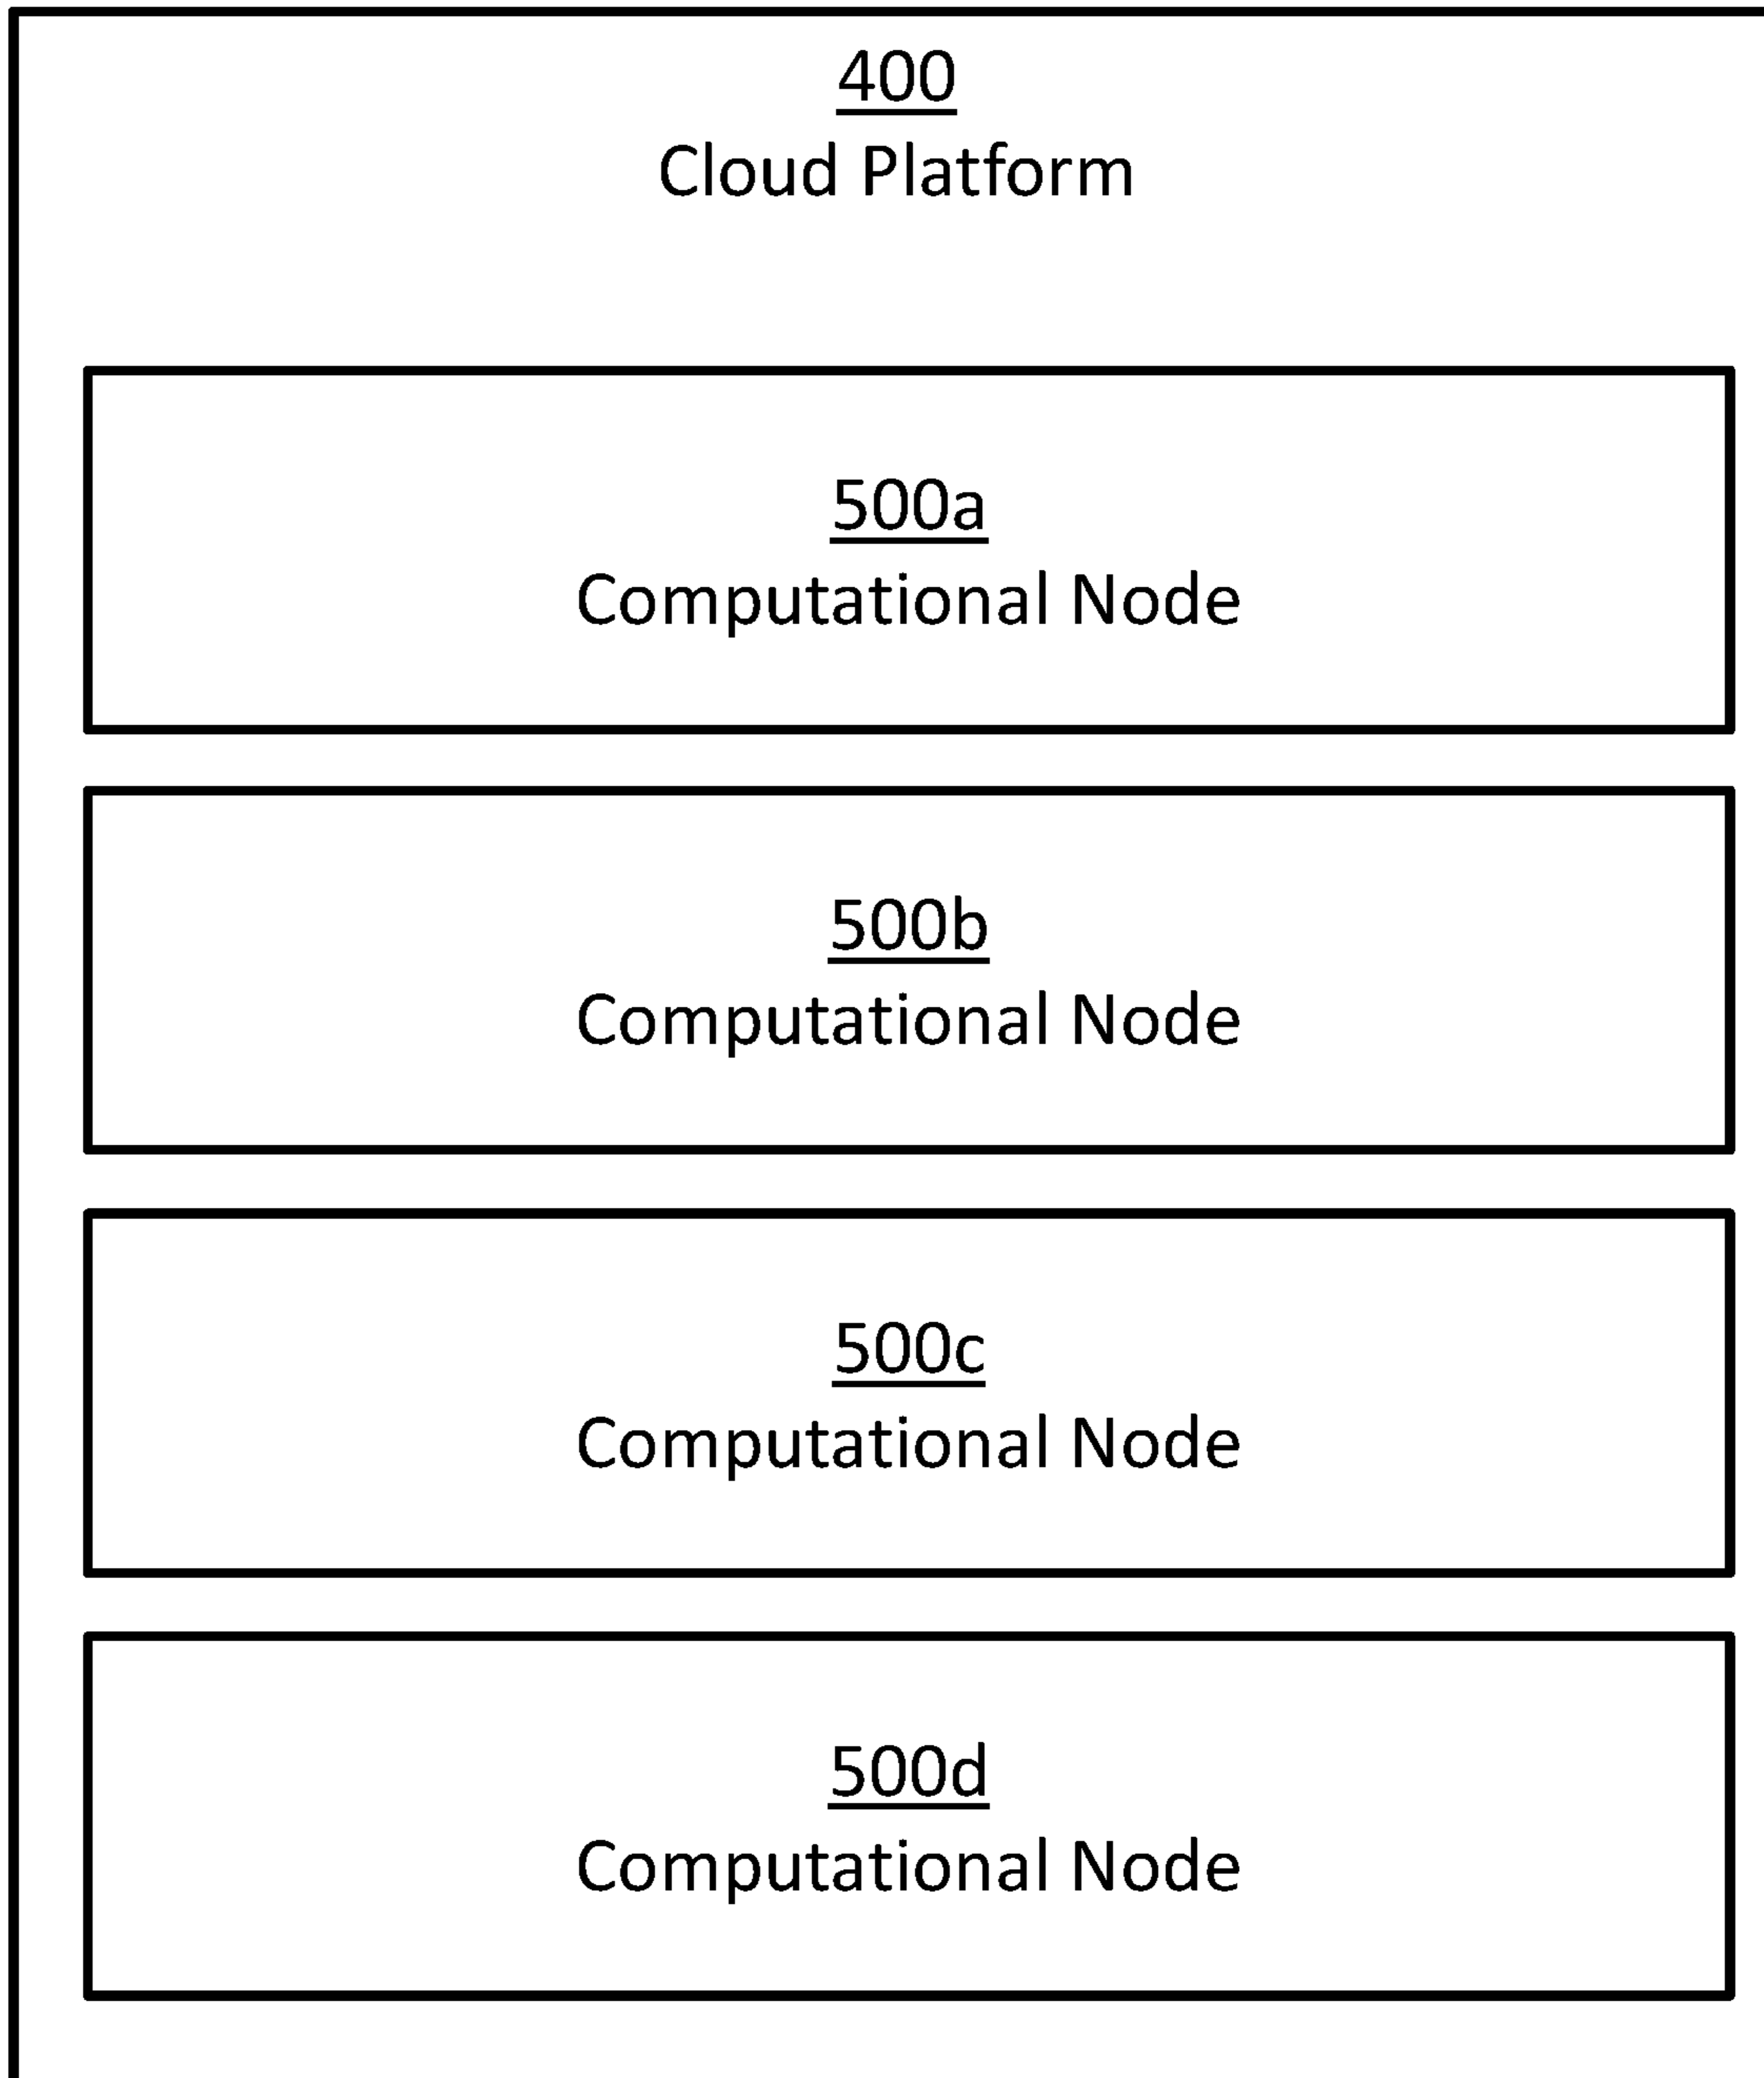 400
Cloud Platform
500a
Computational Node
500b
Computational Node
500c
Computational Node
500d
Computational Node